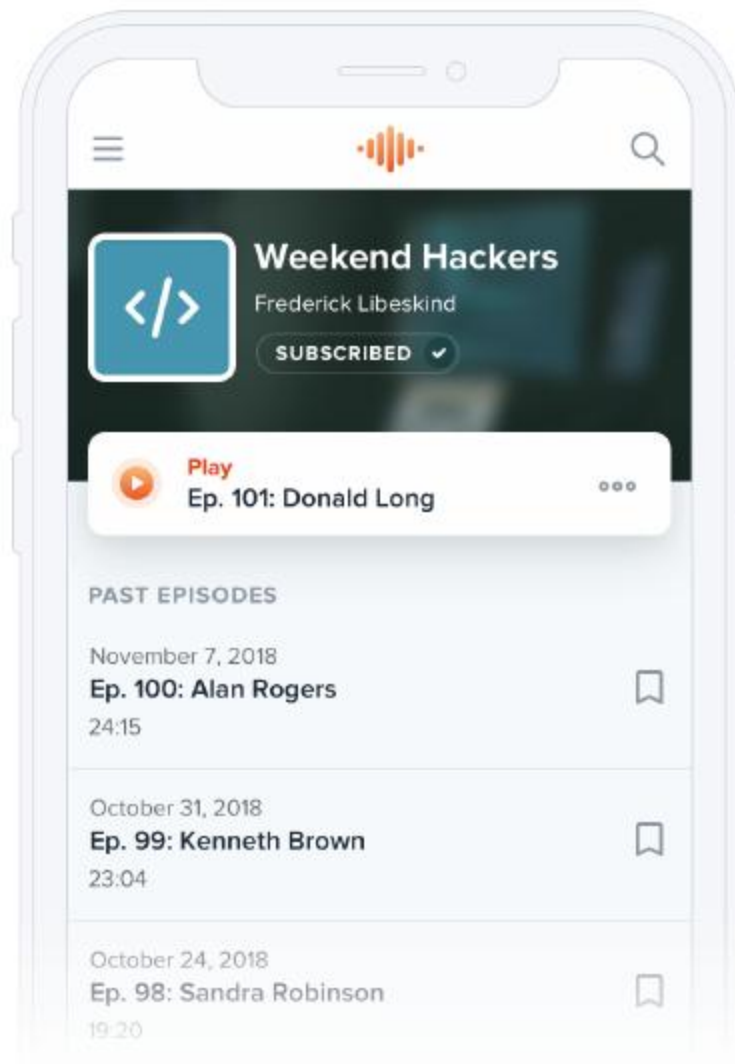 Weekend Hackers
Frederick Libeskind
SUBSCRIBED
Play
Ep. 101: Donald Long
PAST EPISODES
November 7, 2018
Ep. 100: Alan Rogers
24:15
October 31, 2018
Ep. 99: Kenneth Brown
23:04
October 24, 2018
Ep. 98: Sandra Robinson
19:20